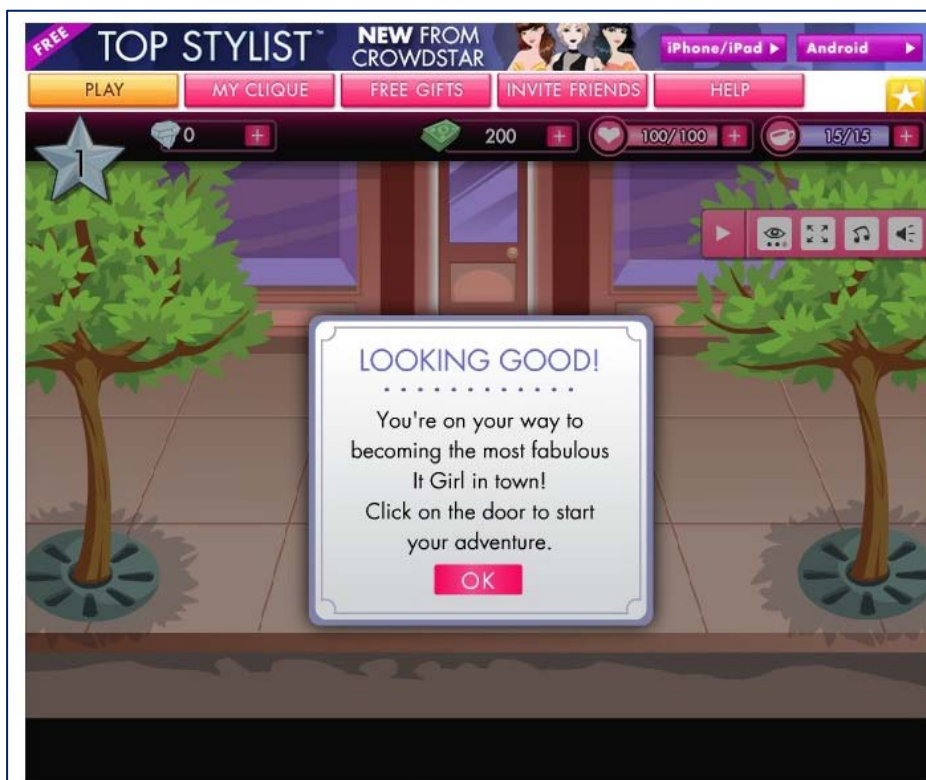 FREE
TOP STYLIST™
NEW FROM
CROWDSTAR
iPhone/iPad
Android
PLAY
MY CLIQUE
FREE GIFTS
INVITE FRIENDS
HELP
1
0
+
200
+
100/100
+
15/15
+
LOOKING GOOD!
You're on your way to
becoming the most fabulous
It Girl in town!
Click on the door to start
your adventure.
OK